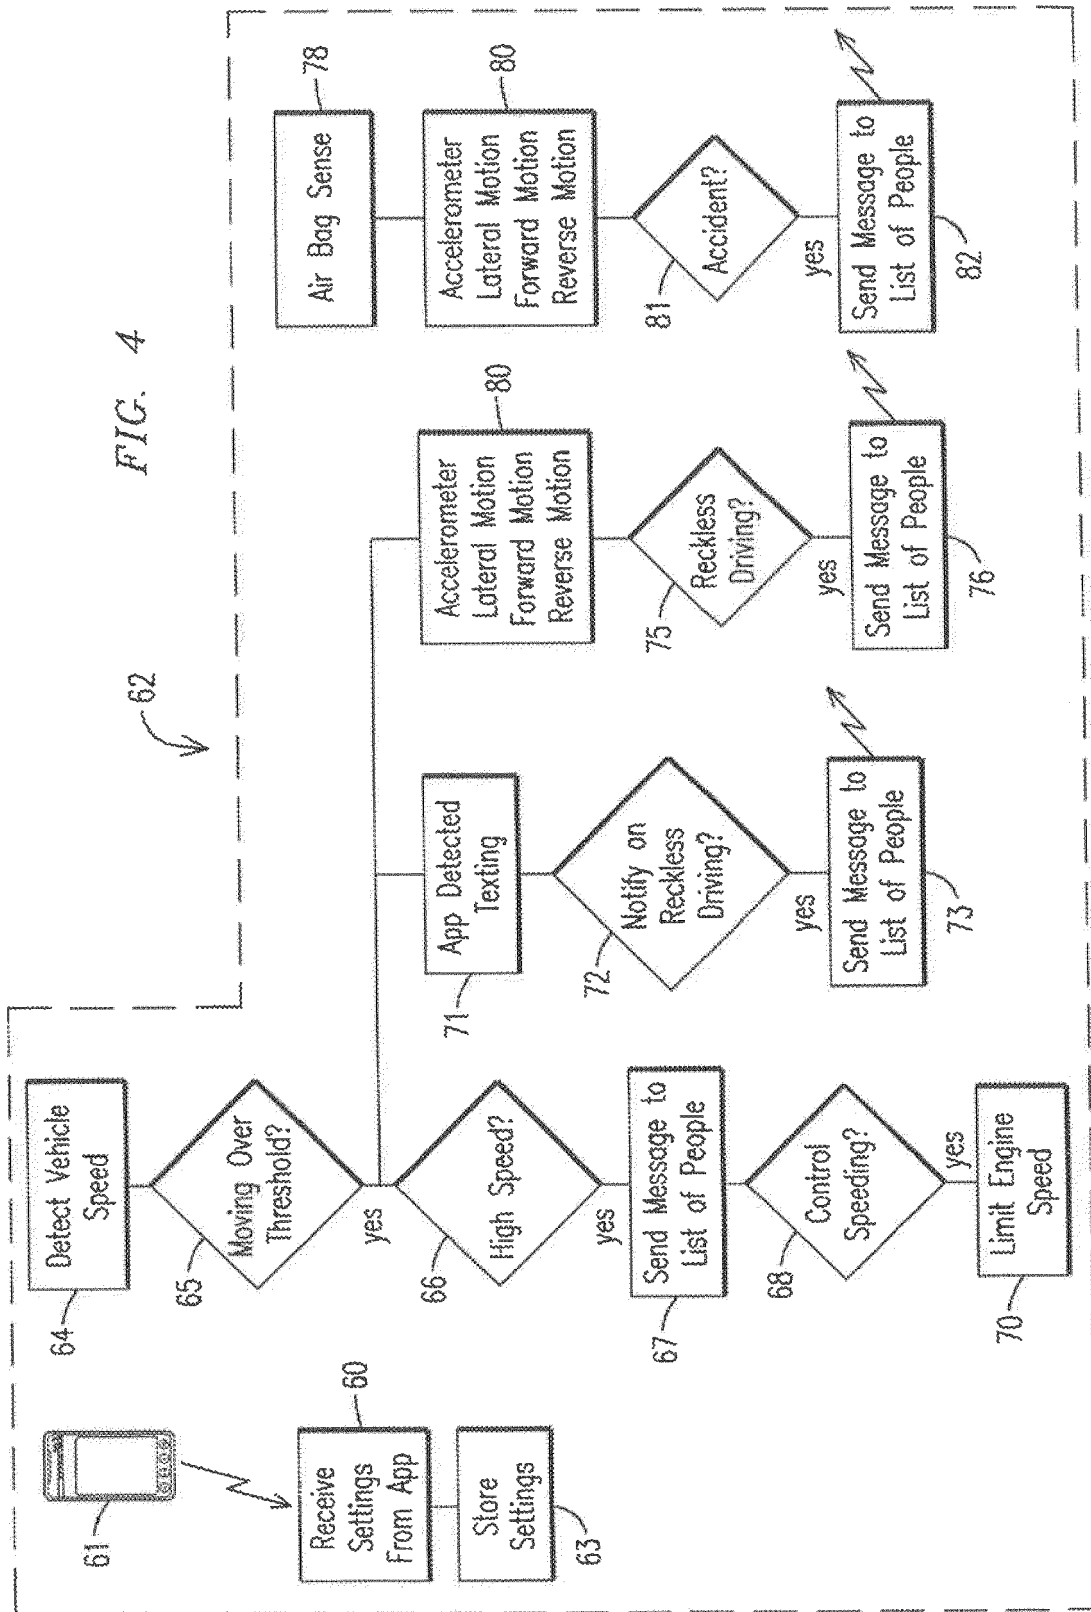 FIG. 4
62
61
Receive
Settings
From App
60
Store
Settings
63
Detect Vehicle
Speed
64
Moving Over
Threshold?
65
yes
High Speed?
66
yes
Send Message to
List of People
67
Control
Speeding?
68
yes
Limit Engine
Speed
70
App Detected
Texting
71
Notify on
Reckless
Driving?
72
yes
Send Message to
List of People
73
Accelerometer
Lateral Motion
Forward Motion
Reverse Motion
80
Reckless
Driving?
75
yes
Send Message to
List of People
76
Air Bag Sense
78
Accelerometer
Lateral Motion
Forward Motion
Reverse Motion
80
Accident?
81
yes
Send Message to
List of People
82